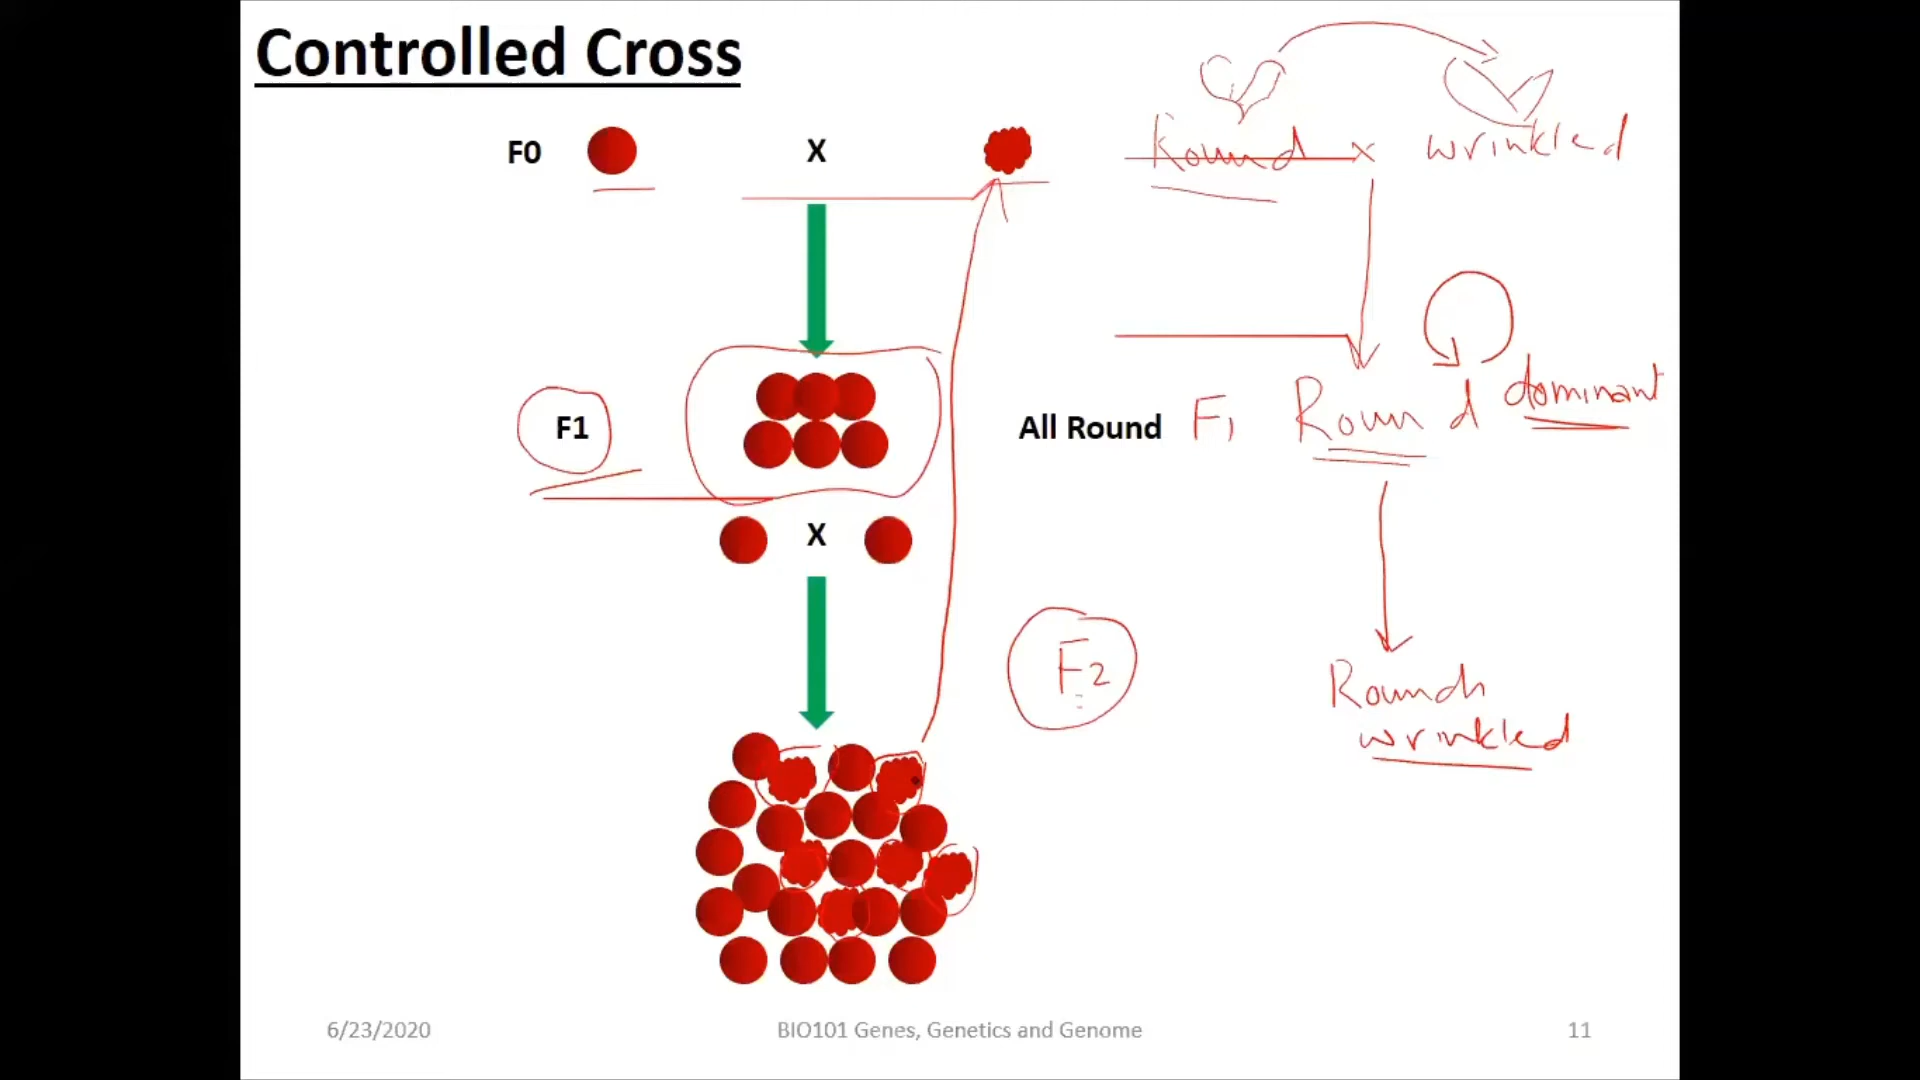 Controlled Cross
F0 X
Round x wrinkled
F1 All Round F1 Round dominant
X
F2
Round
wrinkled
6/23/2020 BIO101 Genes, Genetics and Genome 11